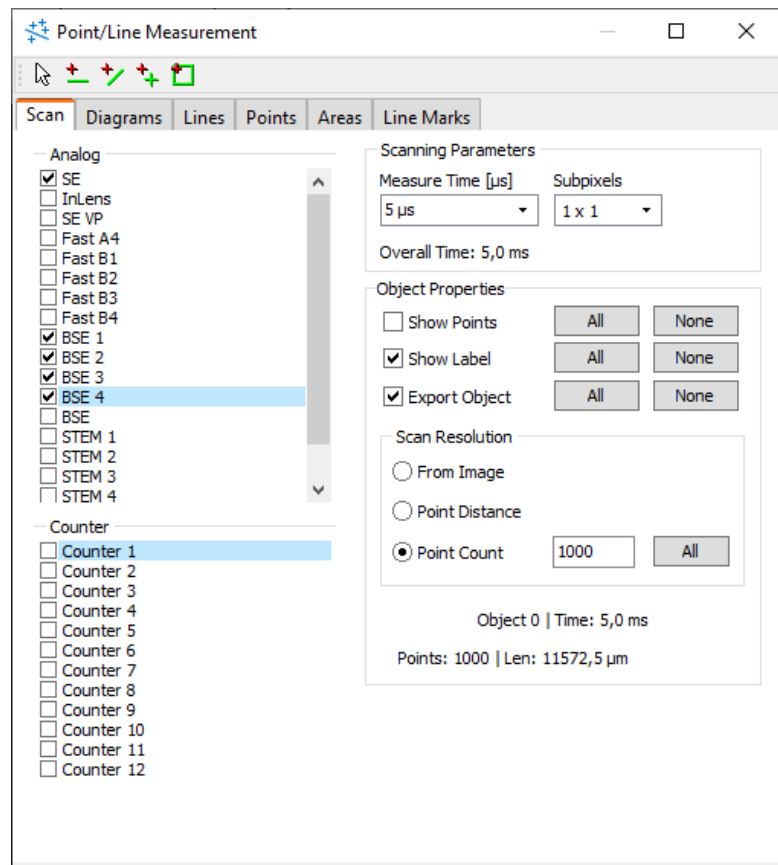 Point/Line Measurement
Scan Diagrams Lines Points Areas Line Marks
Analog
SE
InLens
SE VP
Fast A4
Fast B1
Fast B2
Fast B3
Fast B4
BSE 1
BSE 2
BSE 3
BSE 4
BSE
STEM 1
STEM 2
STEM 3
STEM 4
Counter
Counter 1
Counter 2
Counter 3
Counter 4
Counter 5
Counter 6
Counter 7
Counter 8
Counter 9
Counter 10
Counter 11
Counter 12
Scanning Parameters
Measure Time [µs] Subpixels
5 µs 1 x 1
Overall Time: 5,0 ms
Object Properties
Show Points All None
Show Label All None
Export Object All None
Scan Resolution
From Image
Point Distance
Point Count 1000 All
Object 0 | Time: 5,0 ms
Points: 1000 | Len: 11572,5 µm